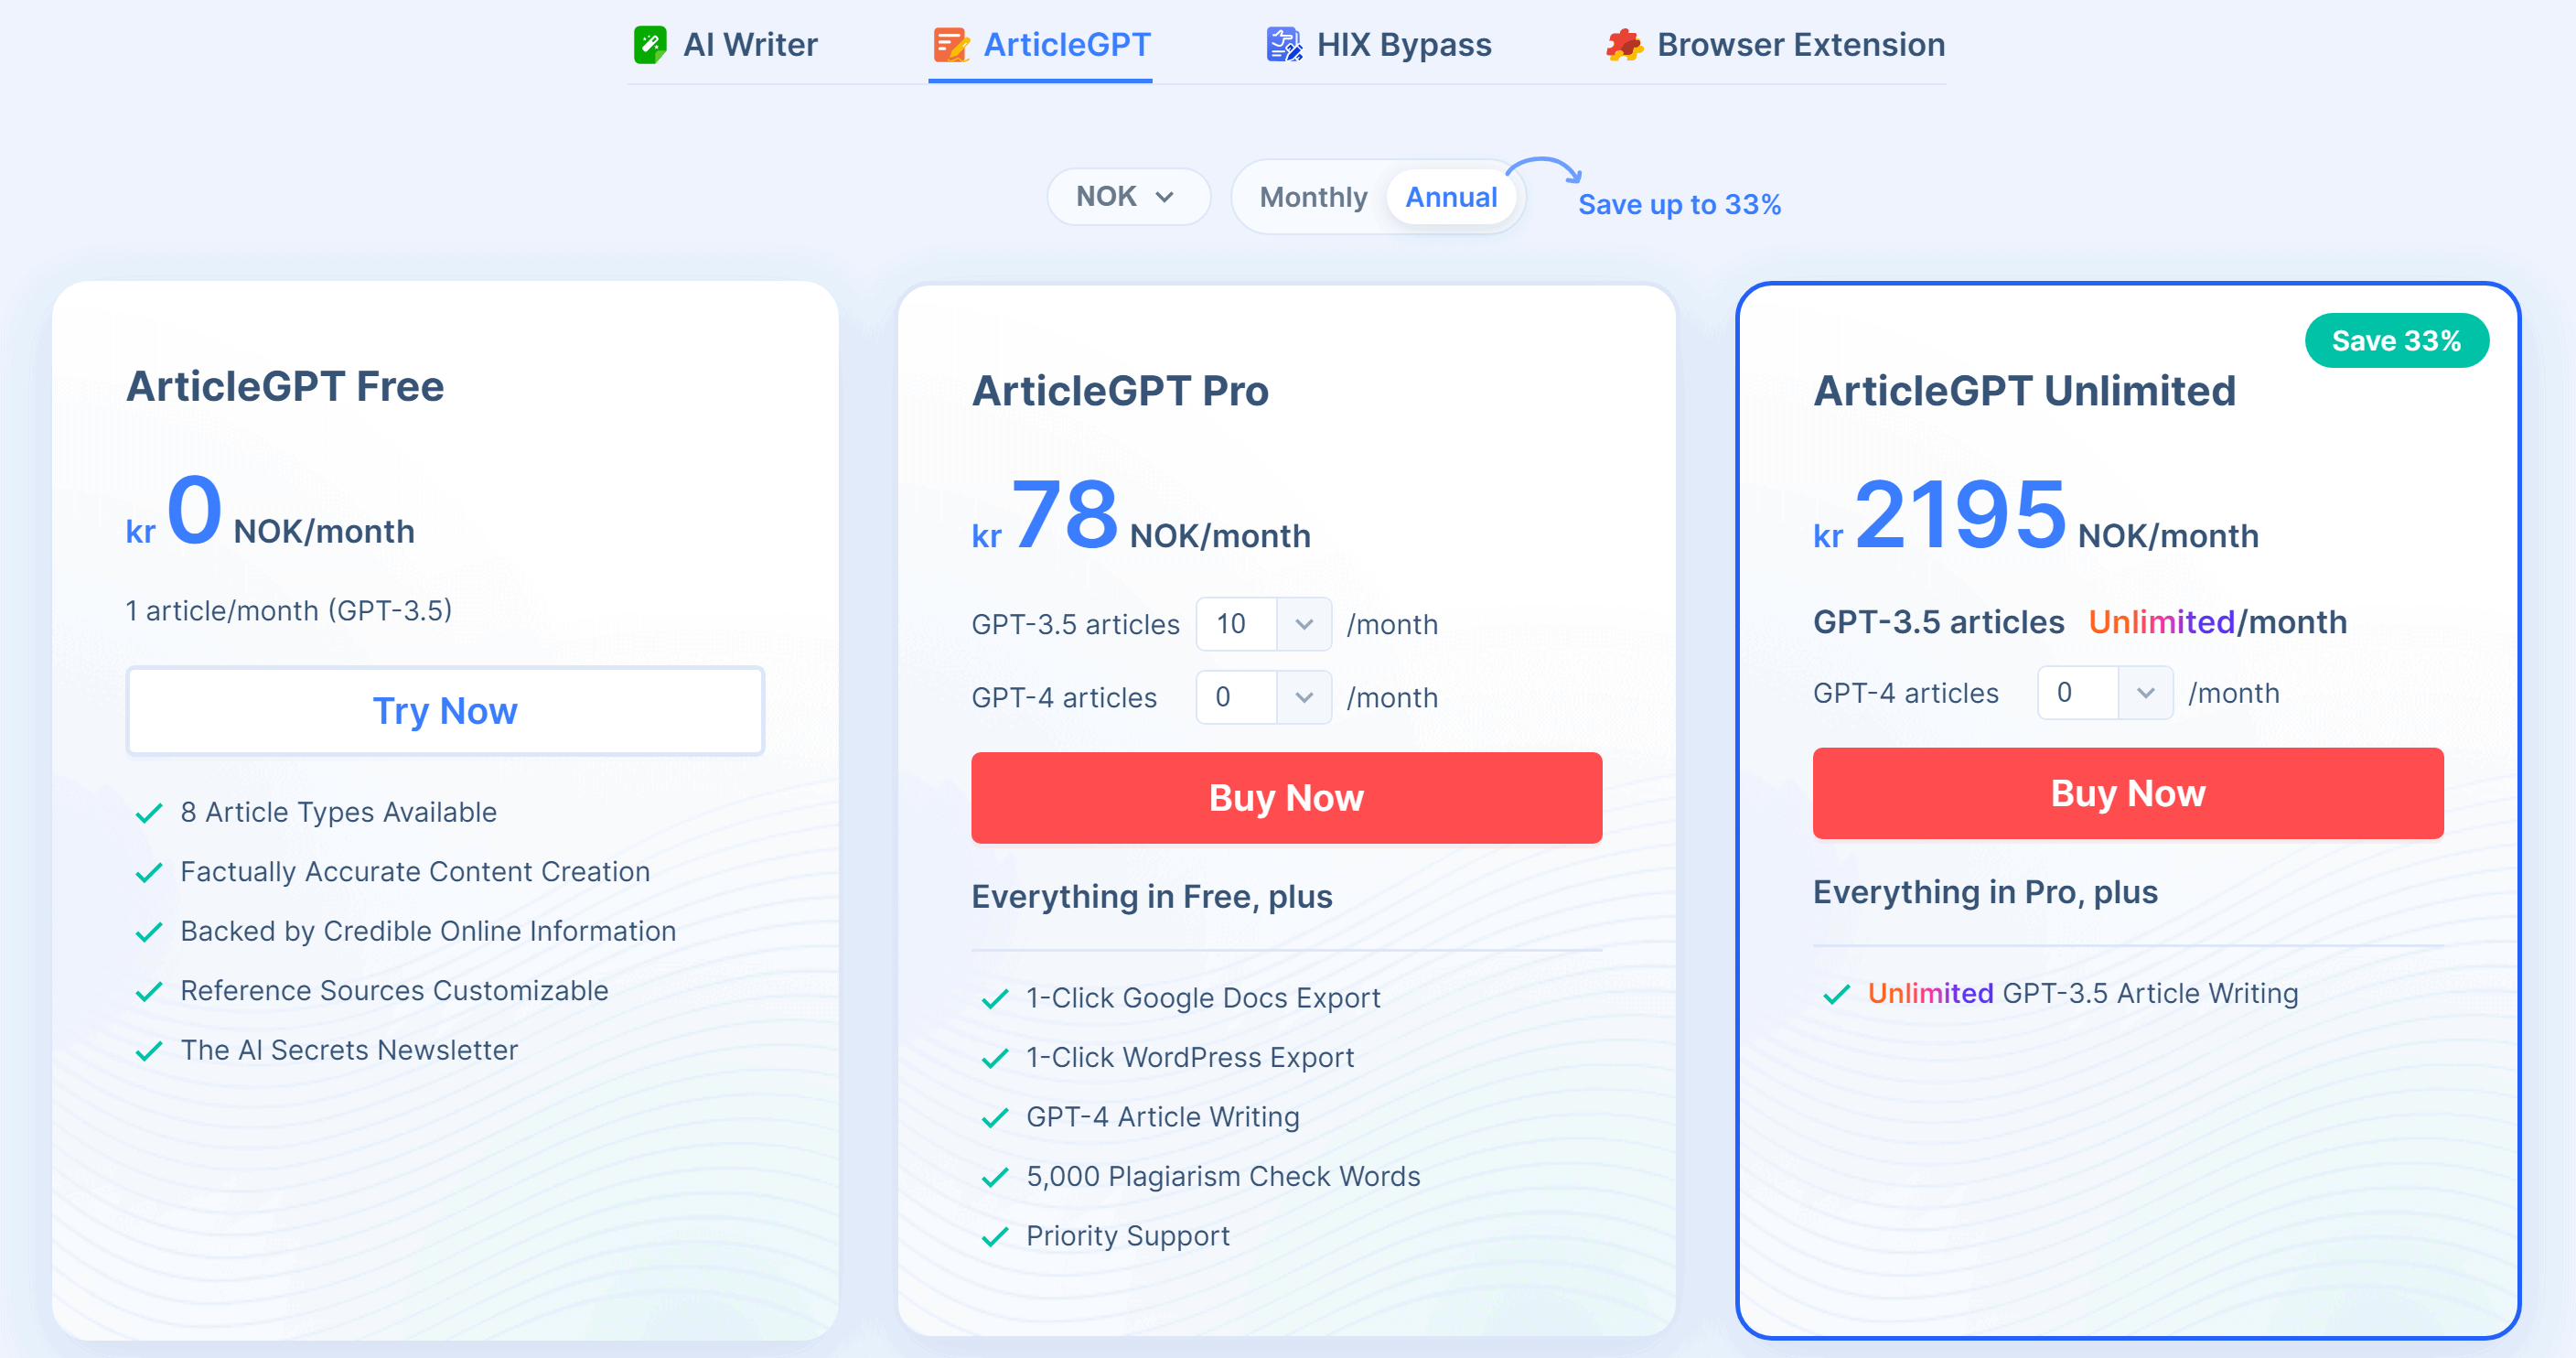 AI Writer
ArticleGPT
HIX Bypass
Browser Extension
NOK
Monthly
Annual
Save up to 33%
ArticleGPT Free
kr 0 NOK/month
1 article/month (GPT-3.5)
Try Now
8 Article Types Available
Factually Accurate Content Creation
Backed by Credible Online Information
Reference Sources Customizable
The AI Secrets Newsletter
ArticleGPT Pro
kr 78 NOK/month
GPT-3.5 articles 10 /month
GPT-4 articles 0 /month
Buy Now
Everything in Free, plus
1-Click Google Docs Export
1-Click WordPress Export
GPT-4 Article Writing
5,000 Plagiarism Check Words
Priority Support
Save 33%
ArticleGPT Unlimited
kr 2195 NOK/month
GPT-3.5 articles Unlimited/month
GPT-4 articles 0 /month
Buy Now
Everything in Pro, plus
Unlimited GPT-3.5 Article Writing